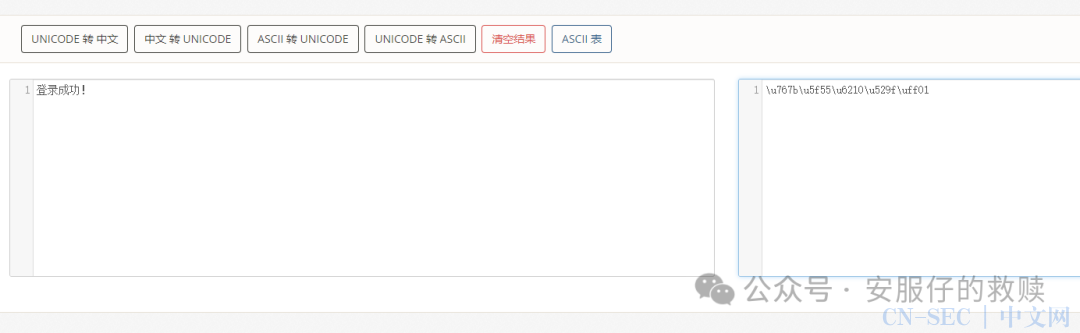 UNICODE 转 中文 中文 转 UNICODE ASCII 转 UNICODE UNICODE 转 ASCII 清空结果 ASCII 表
1 登录成功！
1 \u767b\u5f55\u6210\u529f\uff01
公众号 · 安服仔的救赎
CN-SEC｜中文网